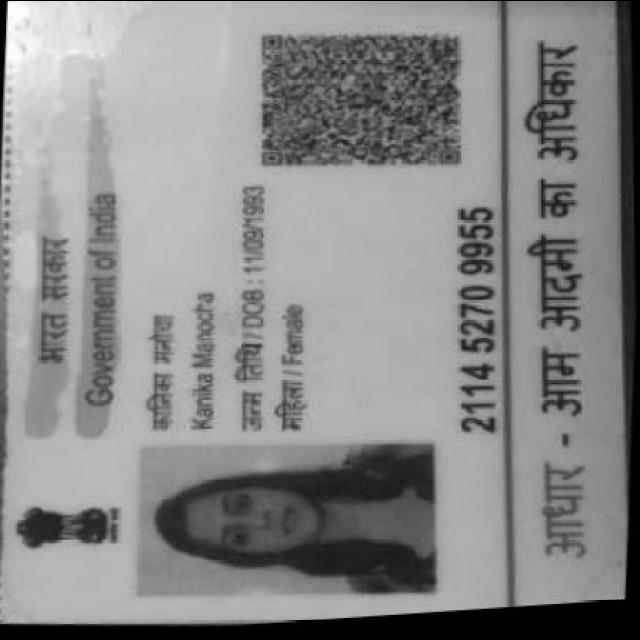 भारत सरकार
Government of India
मनोचा
Kanika Manocha
जन्म तिथि / DOB : 11/09/1993
महिला / Female
2114 5270 9955
आधार - आम आदमी का अधिकार